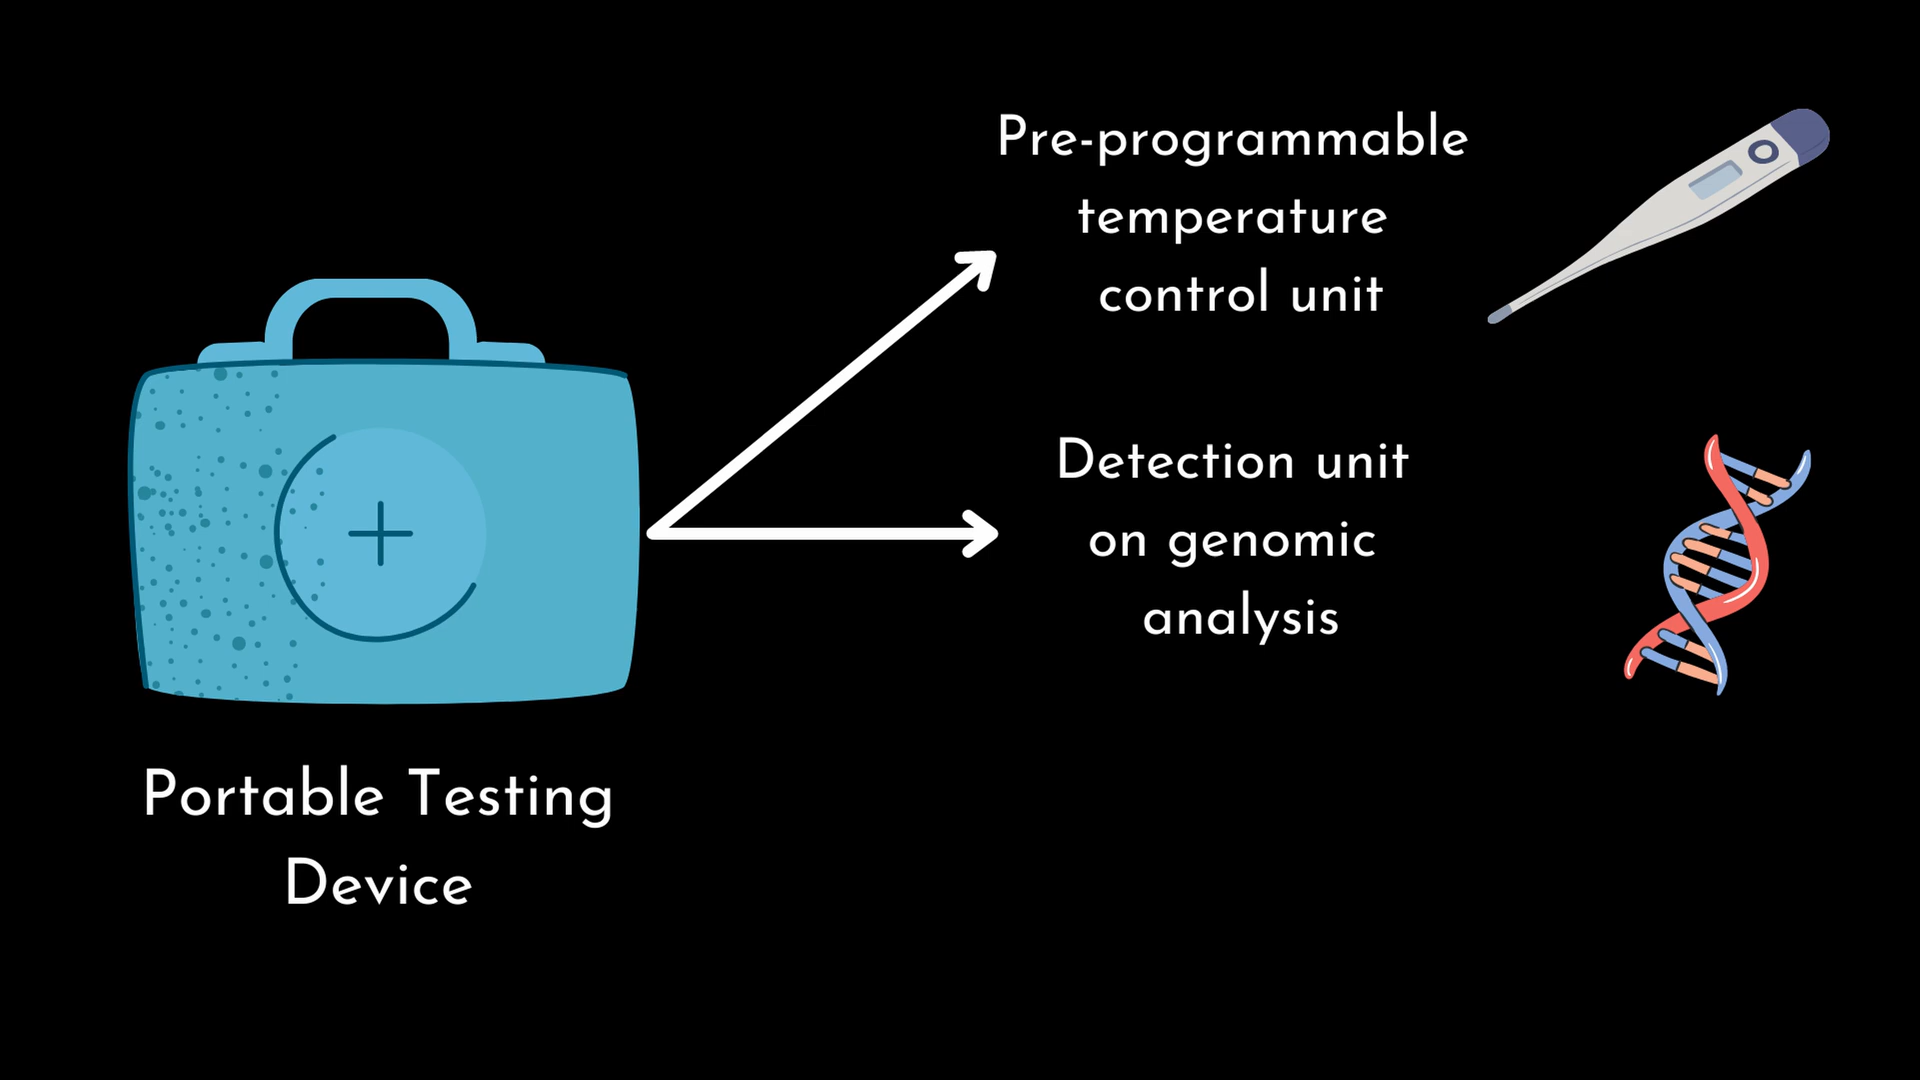 Pre-programmable
temperature
control unit
Detection unit
on genomic
analysis
Portable Testing
Device